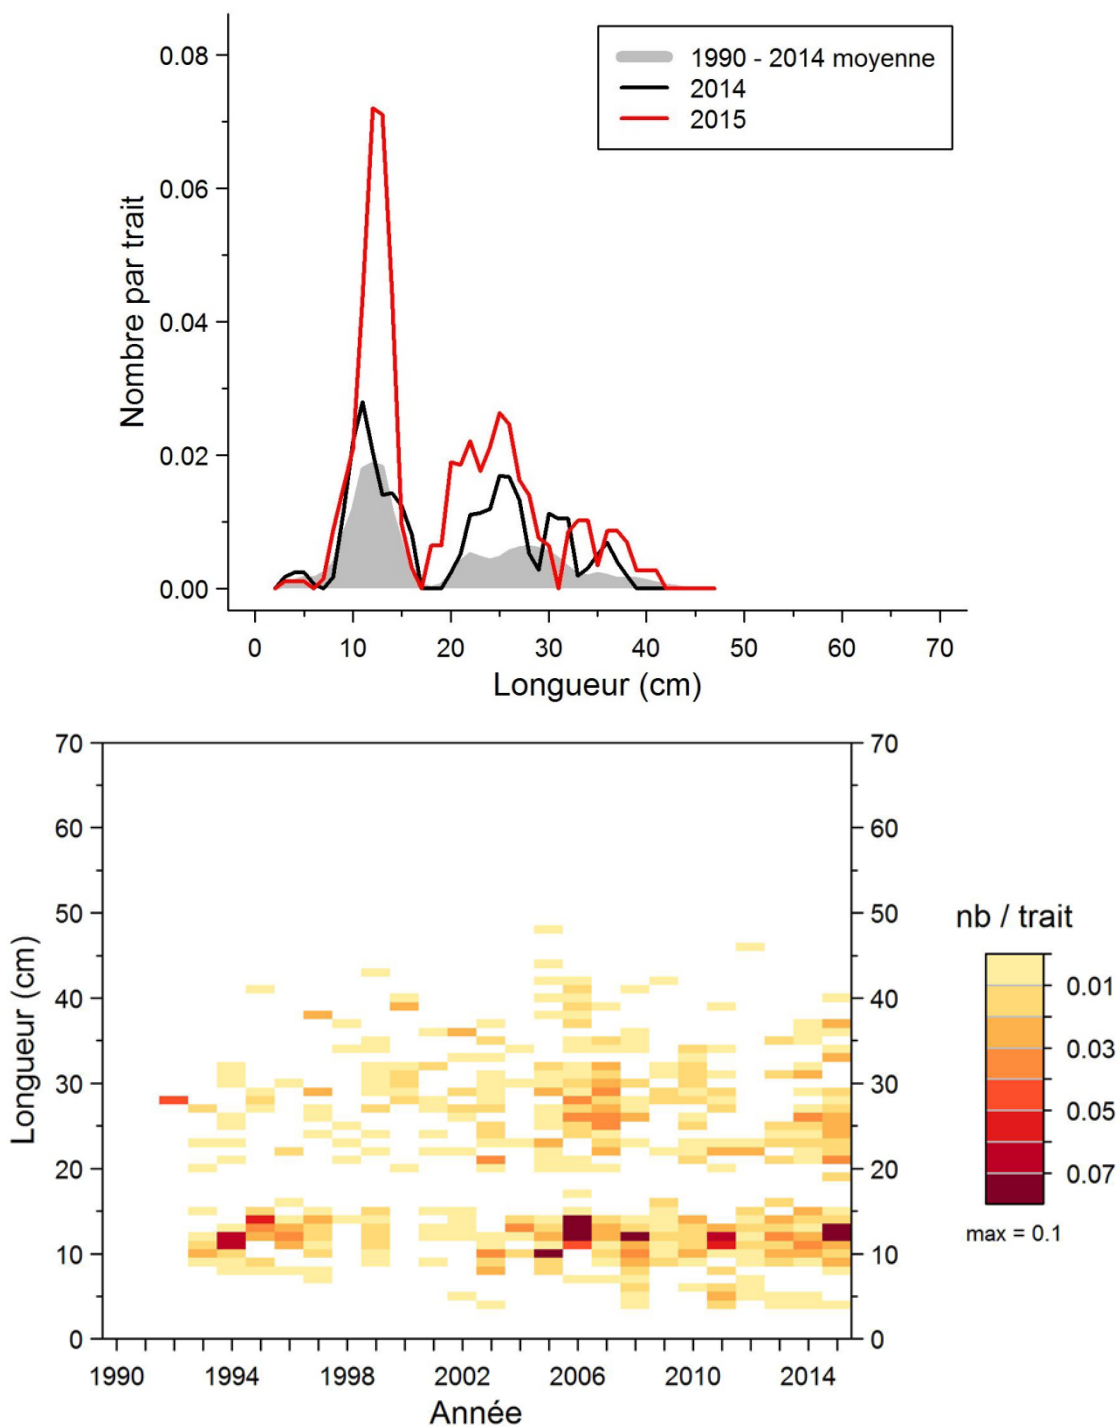 0.08
0.06
0.04
0.02
0.00
Nombre par trait
1990 - 2014 moyenne
2014
2015
0 10 20 30 40 50 60 70
Longueur (cm)
70 70
60 60
50 50
40 40
30 30
20 20
10 10
0 0
Longueur (cm)
1990 1994 1998 2002 2006 2010 2014
Année
nb / trait
0.01
0.03
0.05
0.07
max = 0.1